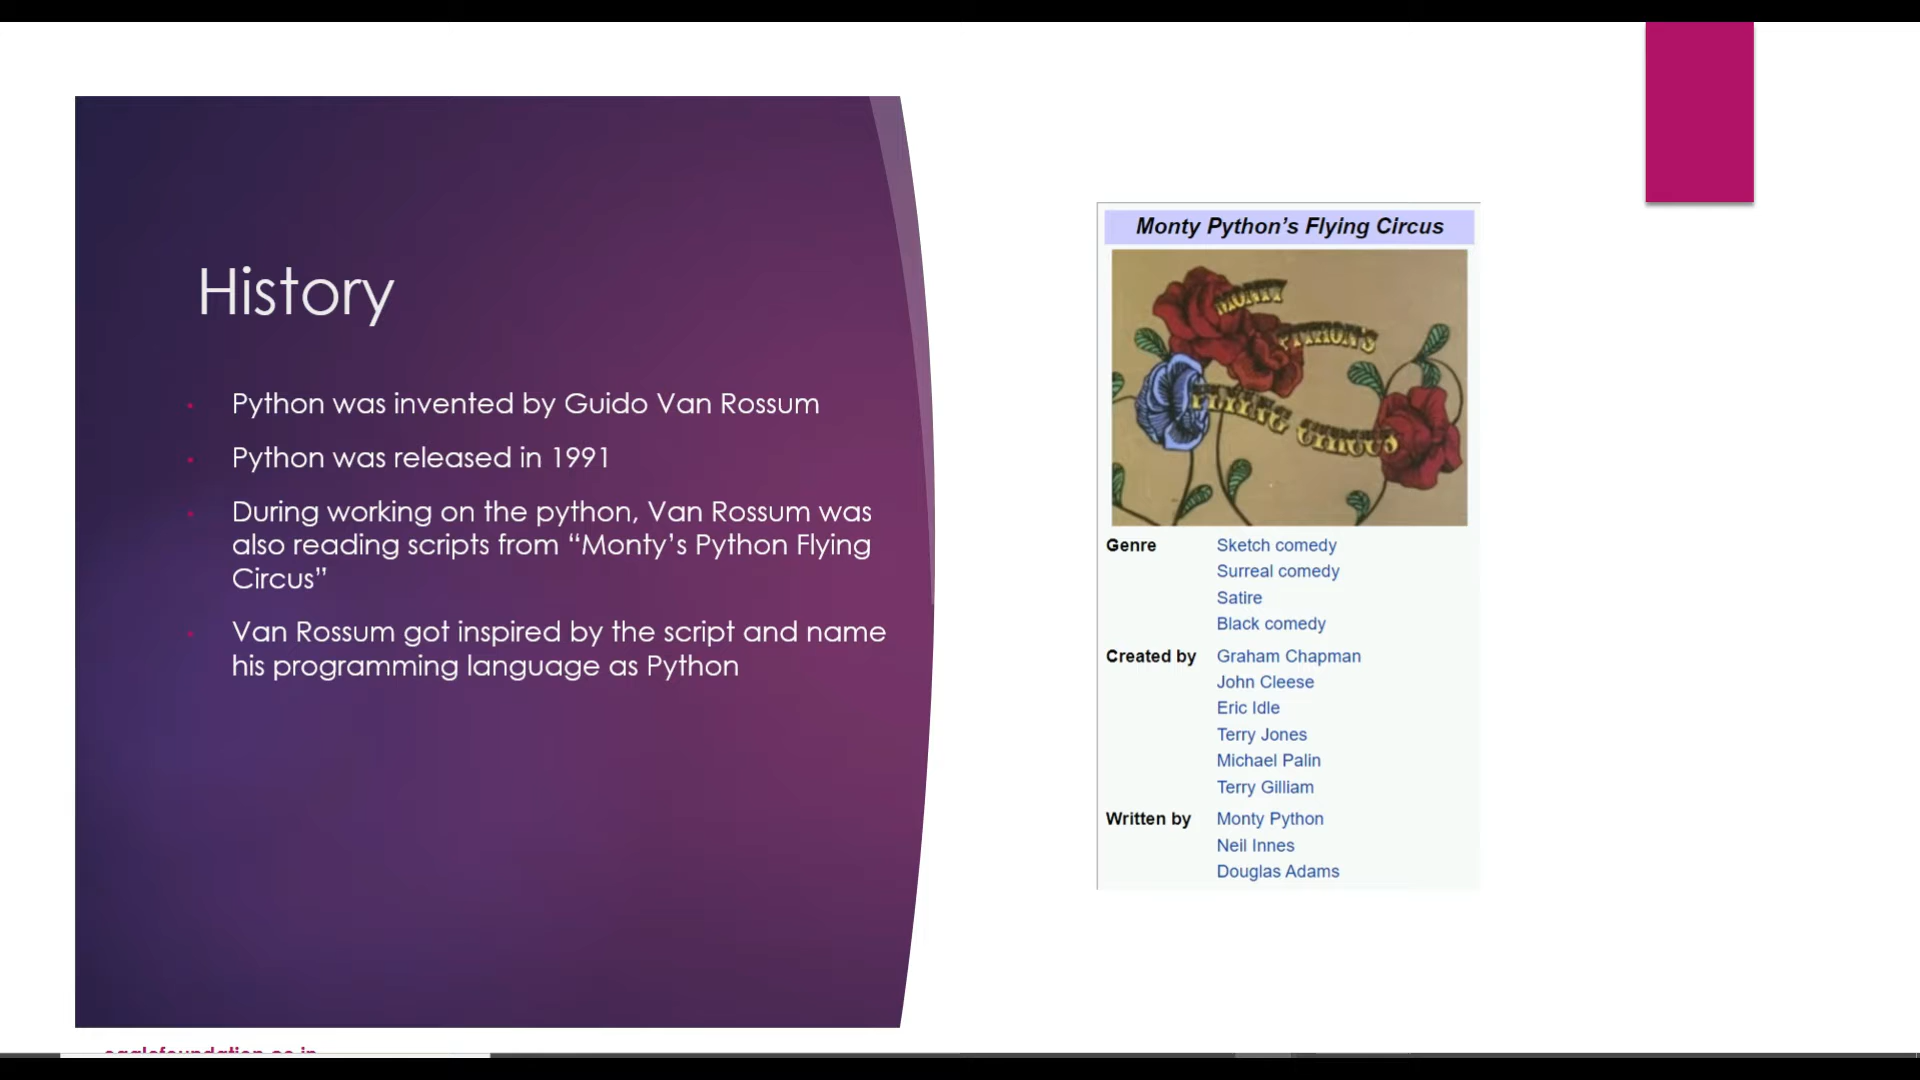 History
Python was invented by Guido Van Rossum
Python was released in 1991
During working on the python, Van Rossum was
also reading scripts from “Monty’s Python Flying
Circus”
Van Rossum got inspired by the script and name
his programming language as Python
Monty Python’s Flying Circus
MONTY
PYTHON'S
FLYING CIRCUS
Genre Sketch comedy
Surreal comedy
Satire
Black comedy
Created by Graham Chapman
John Cleese
Eric Idle
Terry Jones
Michael Palin
Terry Gilliam
Written by Monty Python
Neil Innes
Douglas Adams